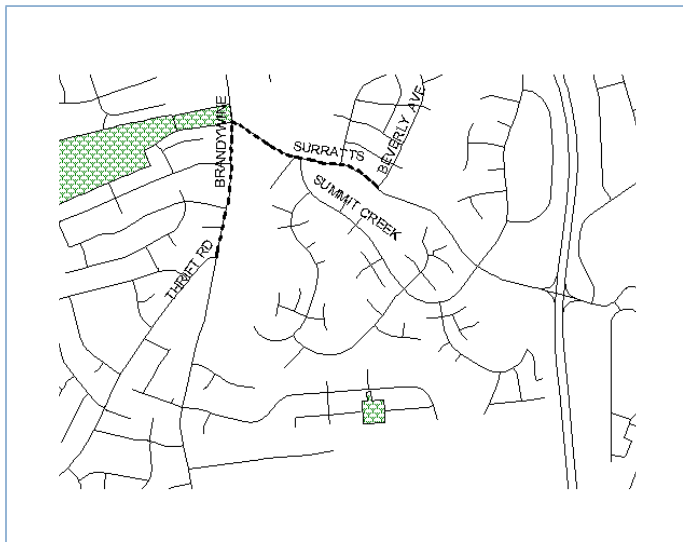 BRANDYWINE
SURRATTS
BEVERLY AVE
SUMMIT CREEK
THRIFT RD